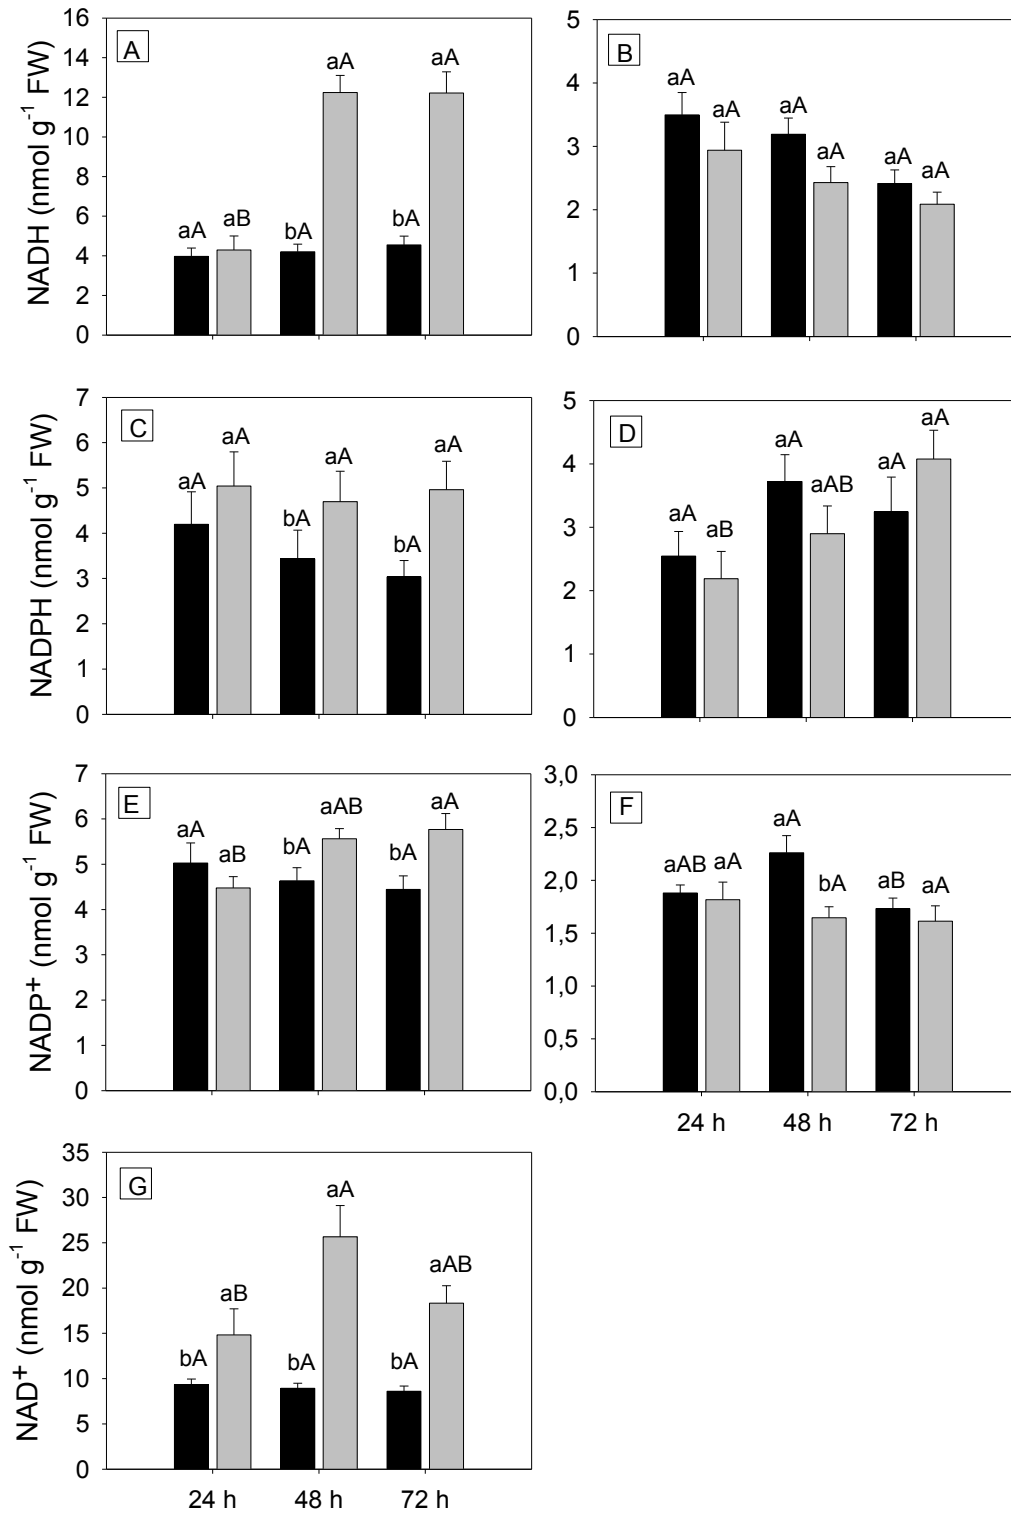 NADH (nmol g⁻¹ FW)
16
14
12
10
8
6
4
2
0
A
aA
aB
bA
aA
bA
aA
5
4
3
2
1
0
B
aA
aA
aA
aA
aA
aA
NADPH (nmol g⁻¹ FW)
7
6
5
4
3
2
1
0
C
aA
aA
bA
aA
bA
aA
5
4
3
2
1
0
D
aA
aB
aA
aAB
aA
aA
NADP⁺ (nmol g⁻¹ FW)
7
6
5
4
3
2
1
0
E
aA
aB
bA
aAB
bA
aA
3,0
2,5
2,0
1,5
1,0
0,5
0,0
F
aAB
aA
aA
bA
aB
aA
24 h 48 h 72 h
NAD⁺ (nmol g⁻¹ FW)
35
30
25
20
15
10
5
0
G
bA
aB
bA
aA
bA
aAB
24 h 48 h 72 h